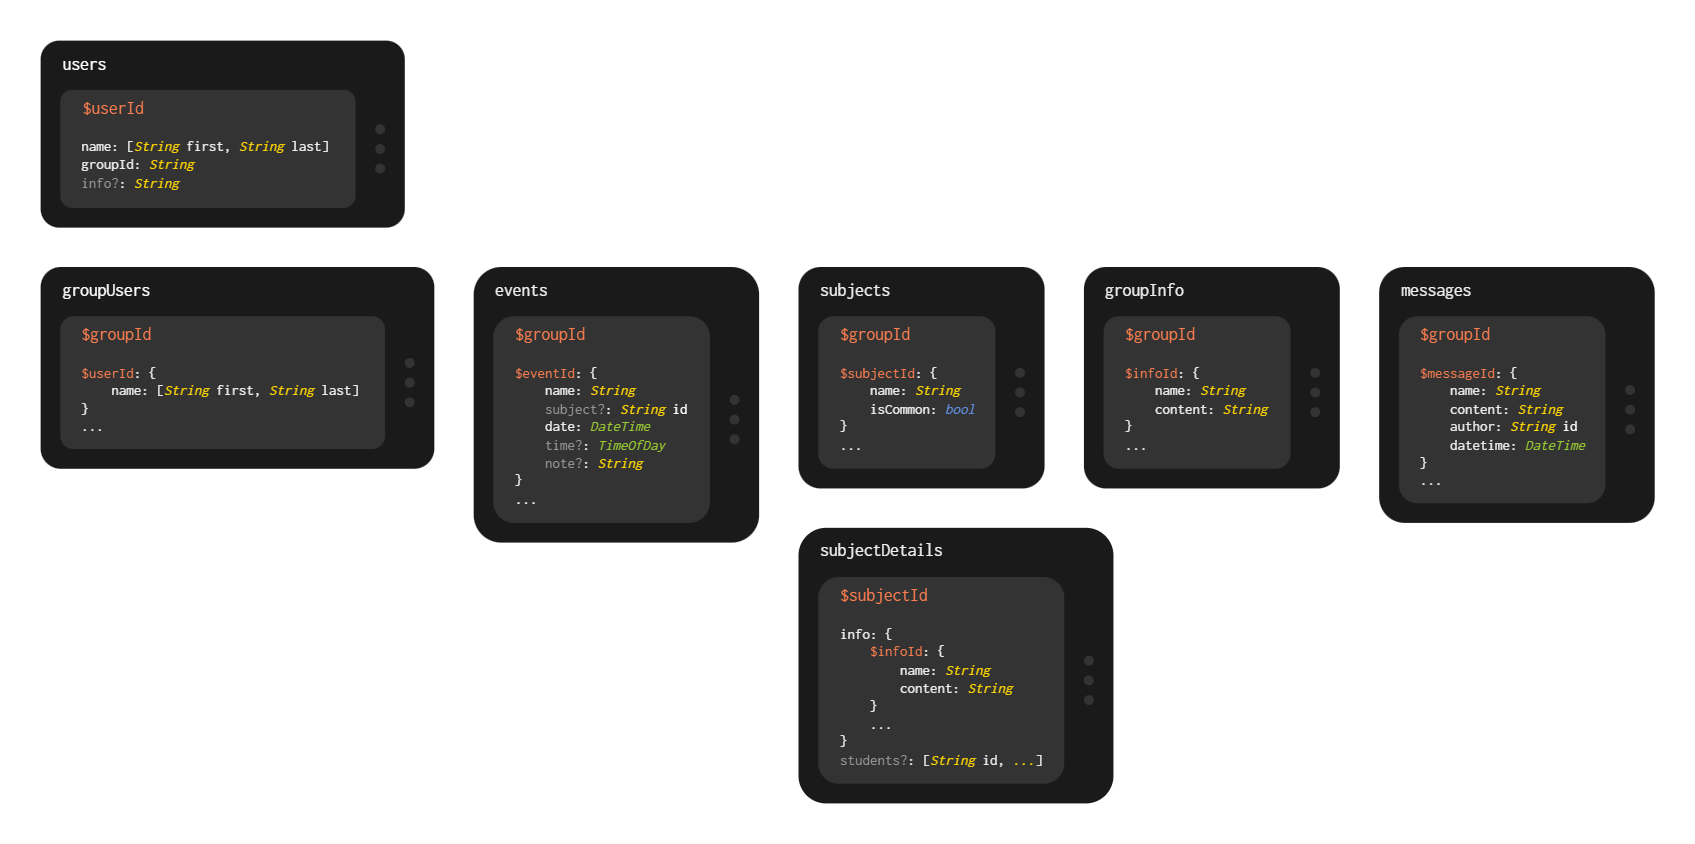 users
$userId
name: [String first, String last]
groupId: String
info?: String
groupUsers
$groupId
$userId: {
name: [String first, String last]
}
...
events
$groupId
$eventId: {
name: String
subject?: String id
date: DateTime
time?: TimeOfDay
note?: String
}
...
subjects
$groupId
$subjectId: {
name: String
isCommon: bool
}
...
groupInfo
$groupId
$infoId: {
name: String
content: String
}
...
messages
$groupId
$messageId: {
name: String
content: String
author: String id
datetime: DateTime
}
...
subjectDetails
$subjectId
info: {
$infoId: {
name: String
content: String
}
...
}
students?: [String id, ...]